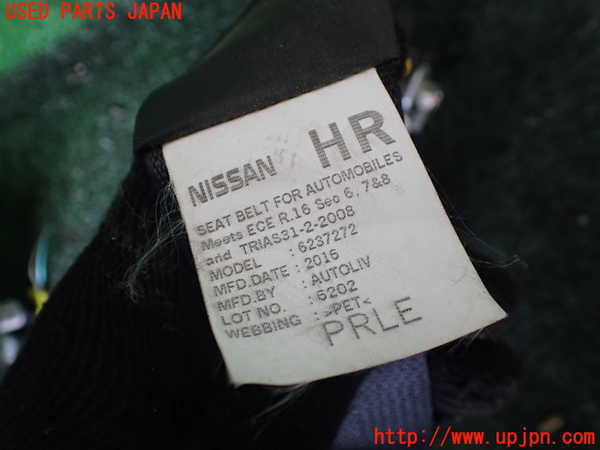 USED PARTS JAPAN
NISSAN HR
SEAT BELT FOR AUTOMOBILES
Meets ECE R.16 Sec 6, 7&8
and TRIAS31-2-2008
MODEL : 6237272
MFD.DATE : 2016
MFD.BY : AUTOLIV
LOT NO. : 6202
WEBBING : >PET<
PRLE
http://www.upjpn.com/